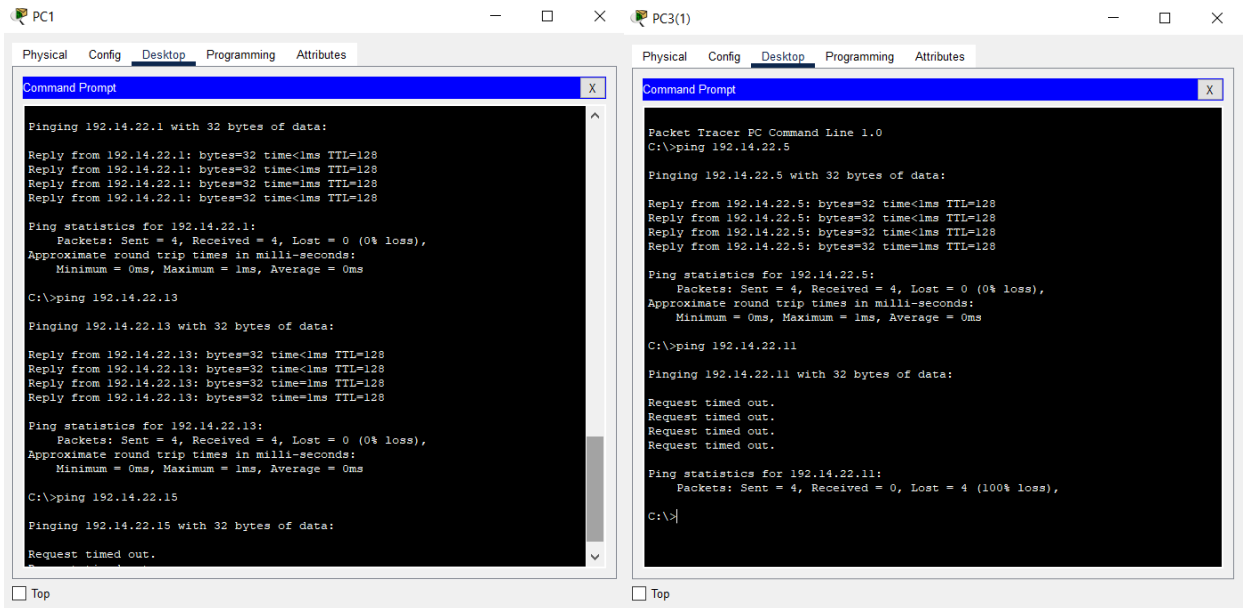 PC1
Physical Config Desktop Programming Attributes
Command Prompt X
Pinging 192.14.22.1 with 32 bytes of data:
Reply from 192.14.22.1: bytes=32 time<1ms TTL=128
Reply from 192.14.22.1: bytes=32 time<1ms TTL=128
Reply from 192.14.22.1: bytes=32 time=1ms TTL=128
Reply from 192.14.22.1: bytes=32 time<1ms TTL=128
Ping statistics for 192.14.22.1:
Packets: Sent = 4, Received = 4, Lost = 0 (0% loss),
Approximate round trip times in milli-seconds:
Minimum = 0ms, Maximum = 1ms, Average = 0ms
C:\>ping 192.14.22.13
Pinging 192.14.22.13 with 32 bytes of data:
Reply from 192.14.22.13: bytes=32 time<1ms TTL=128
Reply from 192.14.22.13: bytes=32 time<1ms TTL=128
Reply from 192.14.22.13: bytes=32 time=1ms TTL=128
Reply from 192.14.22.13: bytes=32 time=1ms TTL=128
Ping statistics for 192.14.22.13:
Packets: Sent = 4, Received = 4, Lost = 0 (0% loss),
Approximate round trip times in milli-seconds:
Minimum = 0ms, Maximum = 1ms, Average = 0ms
C:\>ping 192.14.22.15
Pinging 192.14.22.15 with 32 bytes of data:
Request timed out.
Top
PC3(1)
Physical Config Desktop Programming Attributes
Command Prompt X
Packet Tracer PC Command Line 1.0
C:\>ping 192.14.22.5
Pinging 192.14.22.5 with 32 bytes of data:
Reply from 192.14.22.5: bytes=32 time<1ms TTL=128
Reply from 192.14.22.5: bytes=32 time<1ms TTL=128
Reply from 192.14.22.5: bytes=32 time<1ms TTL=128
Reply from 192.14.22.5: bytes=32 time=1ms TTL=128
Ping statistics for 192.14.22.5:
Packets: Sent = 4, Received = 4, Lost = 0 (0% loss),
Approximate round trip times in milli-seconds:
Minimum = 0ms, Maximum = 1ms, Average = 0ms
C:\>ping 192.14.22.11
Pinging 192.14.22.11 with 32 bytes of data:
Request timed out.
Request timed out.
Request timed out.
Request timed out.
Ping statistics for 192.14.22.11:
Packets: Sent = 4, Received = 0, Lost = 4 (100% loss),
C:\>
Top